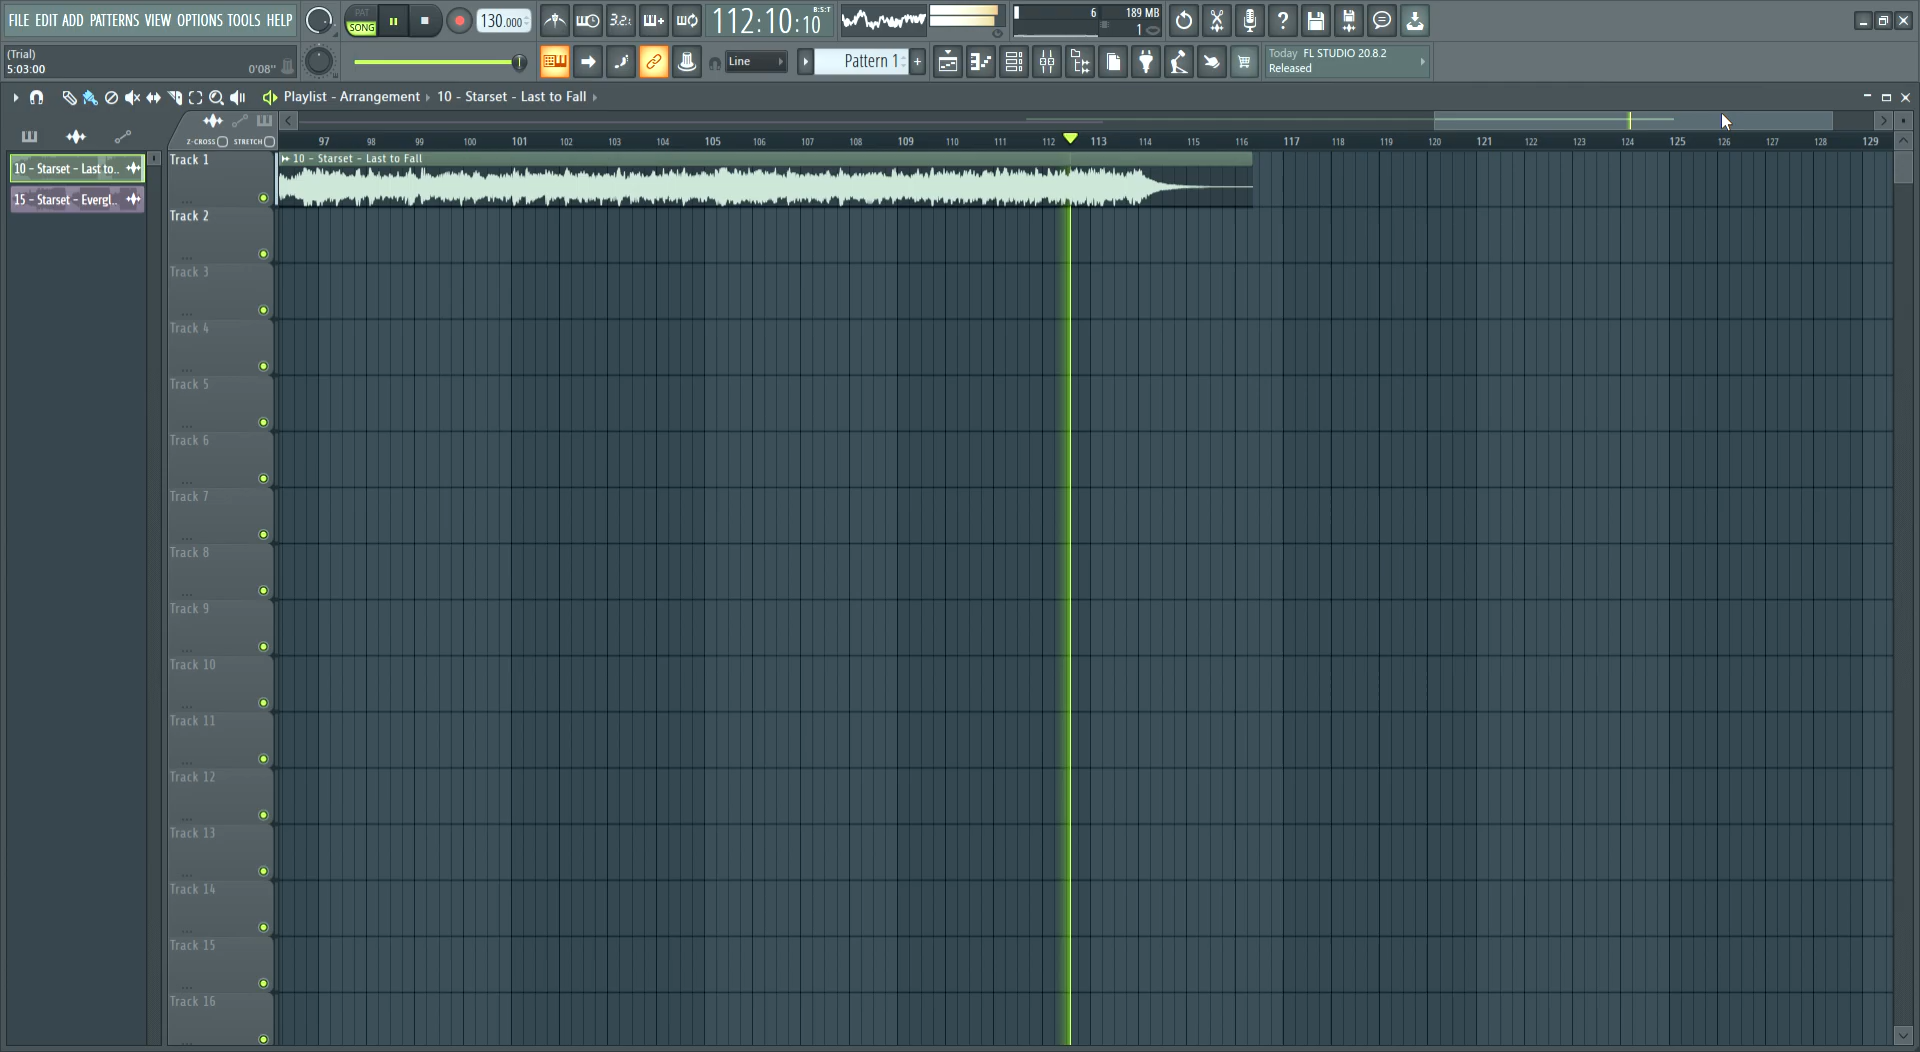 FILE EDIT ADD PATTERNS VIEW OPTIONS TOOLS HELP
PAT
SONG
130.000
3.2.
112:10:10
B:S:T
6
189 MB
1
(Trial)
5:03:00
0'08"
Line
Pattern 1
+
Today FL STUDIO 20.8.2
Released
Playlist - Arrangement
10 - Starset - Last to Fall
Z-CROSS
STRETCH
97 98 99 100 101 102 103 104 105 106 107 108 109 110 111 112 113 114 115 116 117 118 119 120 121 122 123 124 125 126 127 128 129
10 - Starset - Last to..
15 - Starset - Evergl..
Track 1
10 - Starset - Last to Fall
Track 2
Track 3
Track 4
Track 5
Track 6
Track 7
Track 8
Track 9
Track 10
Track 11
Track 12
Track 13
Track 14
Track 15
Track 16